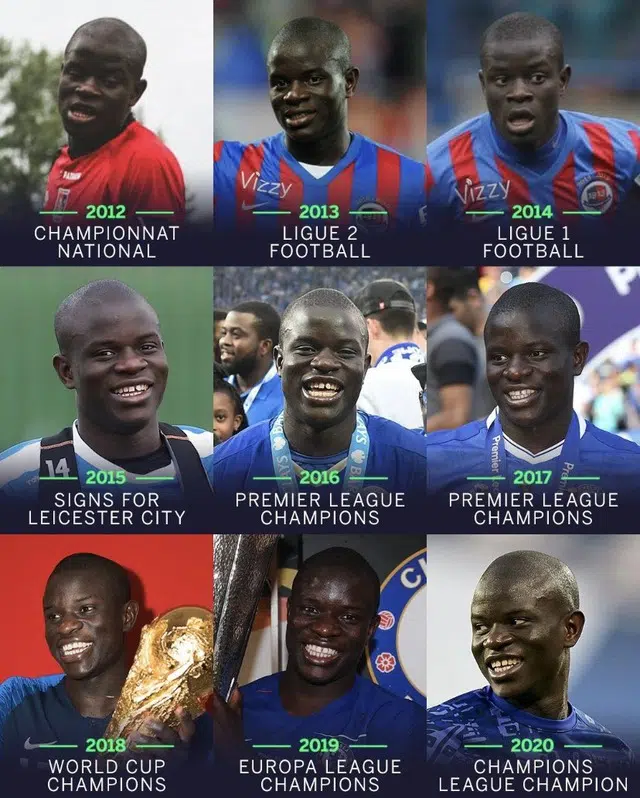 2012
CHAMPIONNAT
NATIONAL
Vizzy
2013
LIGUE 2
FOOTBALL
Vizzy
2014
LIGUE 1
FOOTBALL
14
2015
SIGNS FOR
LEICESTER CITY
2016
PREMIER LEAGUE
CHAMPIONS
Premier
2017
PREMIER LEAGUE
CHAMPIONS
2018
WORLD CUP
CHAMPIONS
2019
EUROPA LEAGUE
CHAMPIONS
2020
CHAMPIONS
LEAGUE CHAMPION